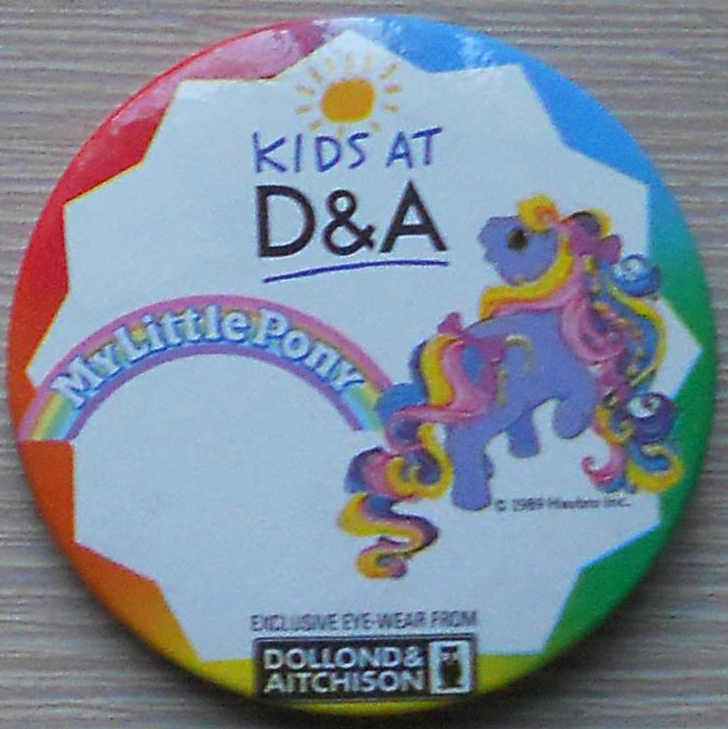 KIDS AT
D&A
My Little Pony
© 1989 Hasbro Inc.
EXCLUSIVE EYE-WEAR FROM
DOLLOND &
AITCHISON